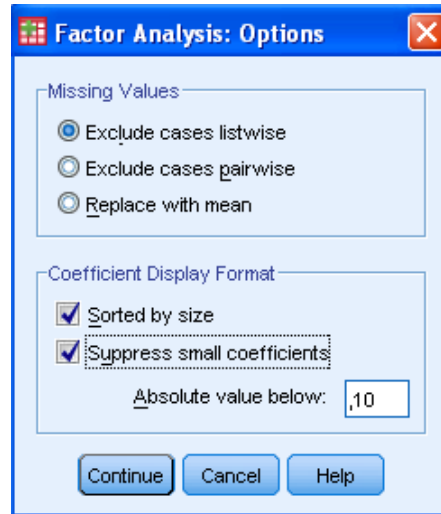 Factor Analysis: Options
Missing Values
Exclude cases listwise
Exclude cases pairwise
Replace with mean
Coefficient Display Format
Sorted by size
Suppress small coefficients
Absolute value below: ,10
Continue Cancel Help